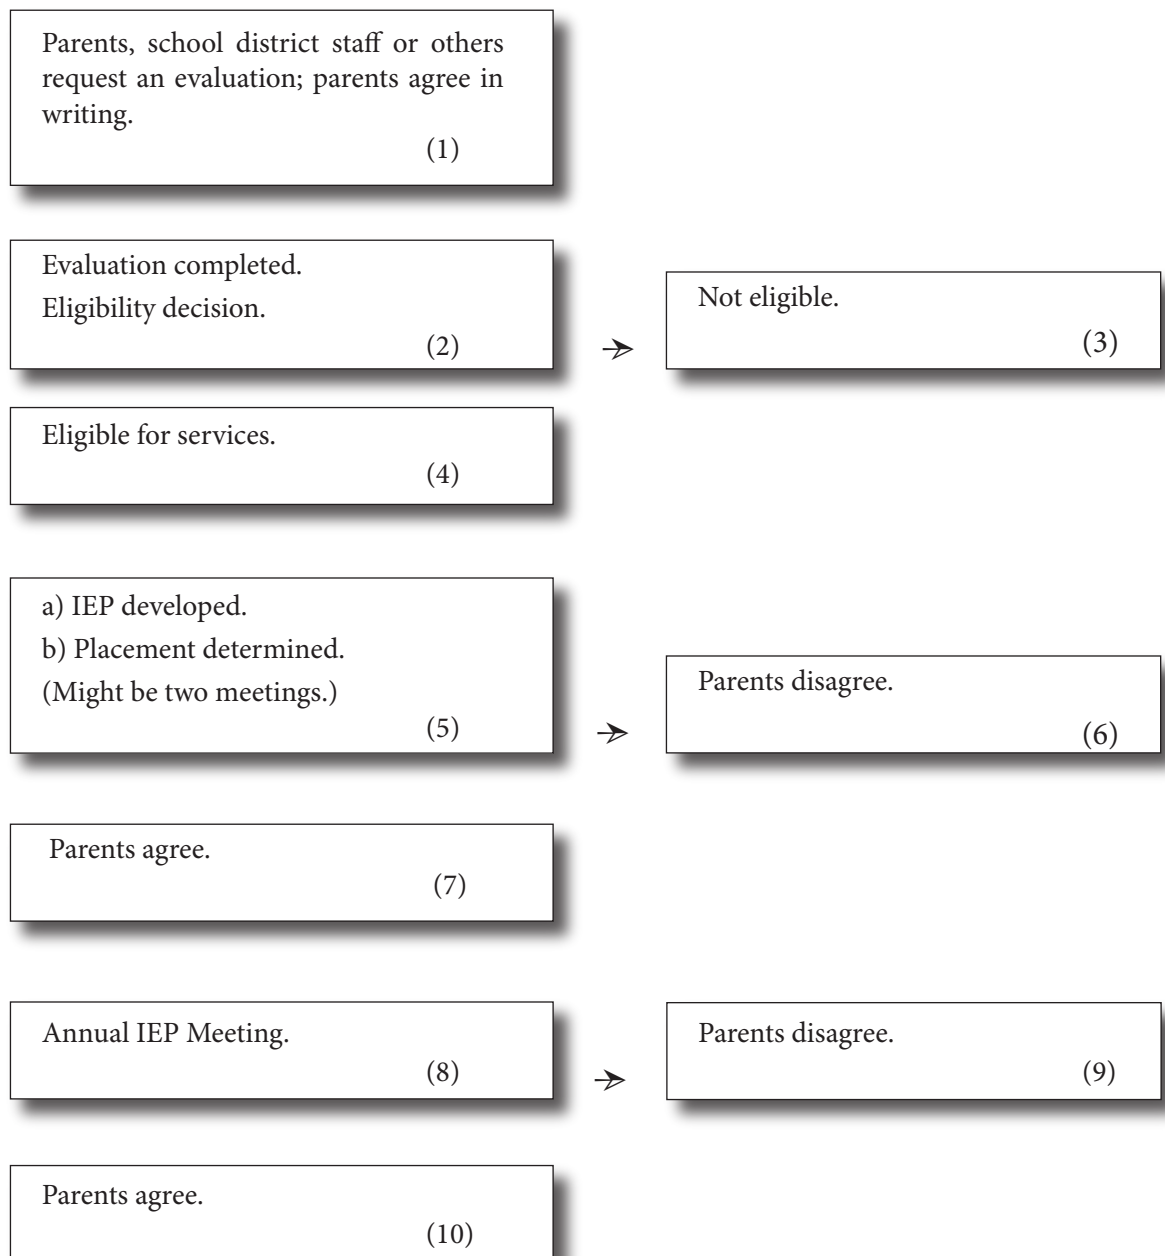 Parents, school district staff or others
request an evaluation; parents agree in
writing.
(1)
Evaluation completed.
Eligibility decision.
(2)
Not eligible.
(3)
Eligible for services.
(4)
a) IEP developed.
b) Placement determined.
(Might be two meetings.)
(5)
Parents disagree.
(6)
Parents agree.
(7)
Annual IEP Meeting.
(8)
Parents disagree.
(9)
Parents agree.
(10)